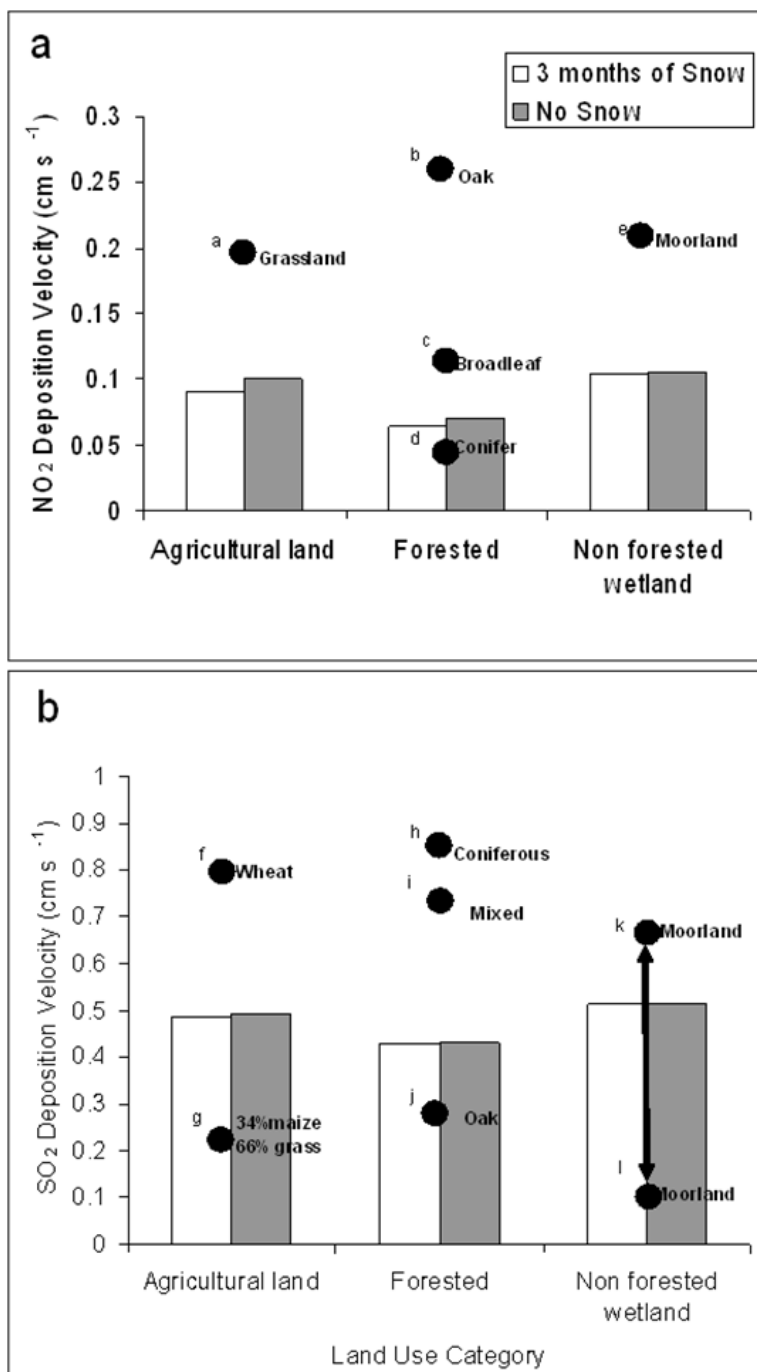 a
3 months of Snow
No Snow
NO2 Deposition Velocity (cm s -1)
0.3
0.25
0.2
0.15
0.1
0.05
0
a
Grassland
b
Oak
c
Broadleaf
d
Conifer
e
Moorland
Agricultural land
Forested
Non forested
wetland
b
SO2 Deposition Velocity (cm s -1)
1
0.9
0.8
0.7
0.6
0.5
0.4
0.3
0.2
0.1
0
f
Wheat
g
34%maize
66% grass
h
Coniferous
i
Mixed
j
Oak
k
Moorland
l
Moorland
Agricultural land
Forested
Non forested
wetland
Land Use Category